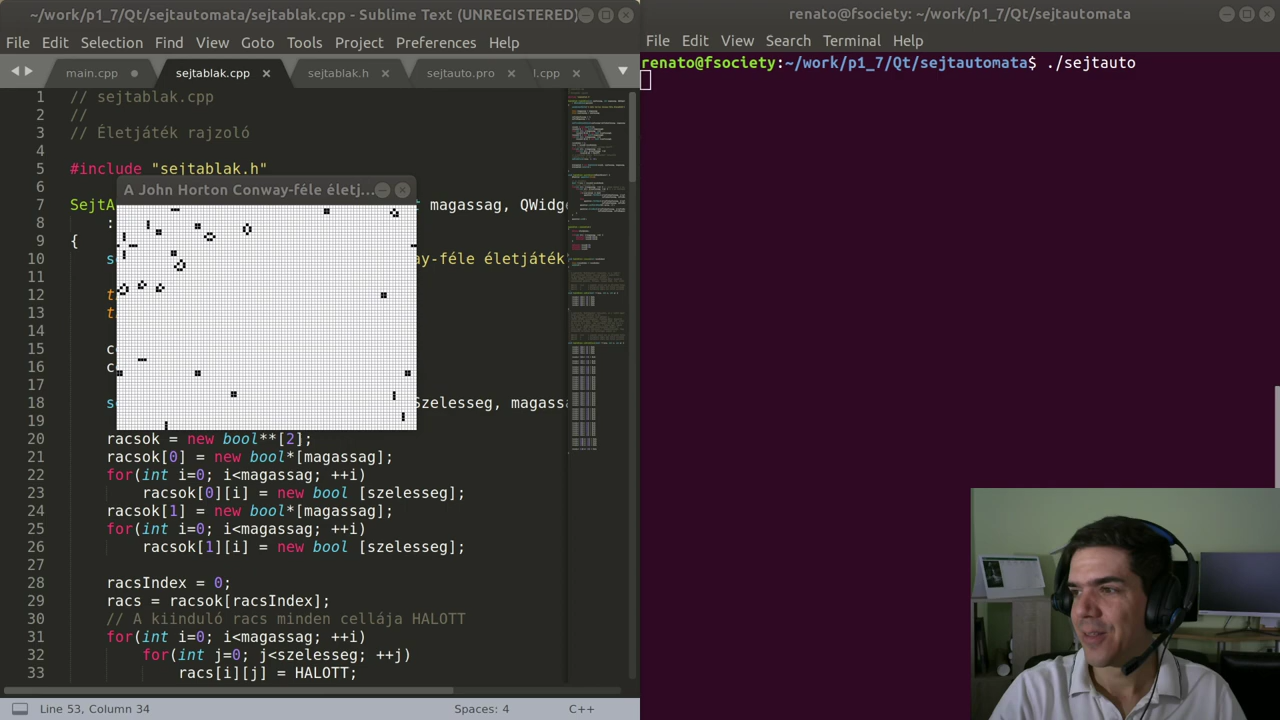 ~/work/p1_7/Qt/sejtautomata/sejtablak.cpp - Sublime Text (UNREGISTERED)
File Edit Selection Find View Goto Tools Project Preferences Help
main.cpp sejtablak.cpp sejtablak.h sejtauto.pro l.cpp
1 // sejtablak.cpp
2 //
3 // Életjáték rajzoló
4
5 #include "sejtablak.h"
6
A John Horton Conway-féle életj...
7 SejtA magassag, QWidge
8 :
9 {
10 se ay-féle életjáték
11
12 t
13 t
14
15 c
16 c
17
18 se Szelesseg, magassa
19
20 racsok = new bool**[2];
21 racsok[0] = new bool*[magassag];
22 for(int i=0; i<magassag; ++i)
23 racsok[0][i] = new bool [szelesseg];
24 racsok[1] = new bool*[magassag];
25 for(int i=0; i<magassag; ++i)
26 racsok[1][i] = new bool [szelesseg];
27
28 racsIndex = 0;
29 racs = racsok[racsIndex];
30 // A kiinduló racs minden cellája HALOTT
31 for(int i=0; i<magassag; ++i)
32 for(int j=0; j<szelesseg; ++j)
33 racs[i][j] = HALOTT;
Line 53, Column 34 Spaces: 4 C++
renato@fsociety: ~/work/p1_7/Qt/sejtautomata
File Edit View Search Terminal Help
renato@fsociety:~/work/p1_7/Qt/sejtautomata$ ./sejtauto